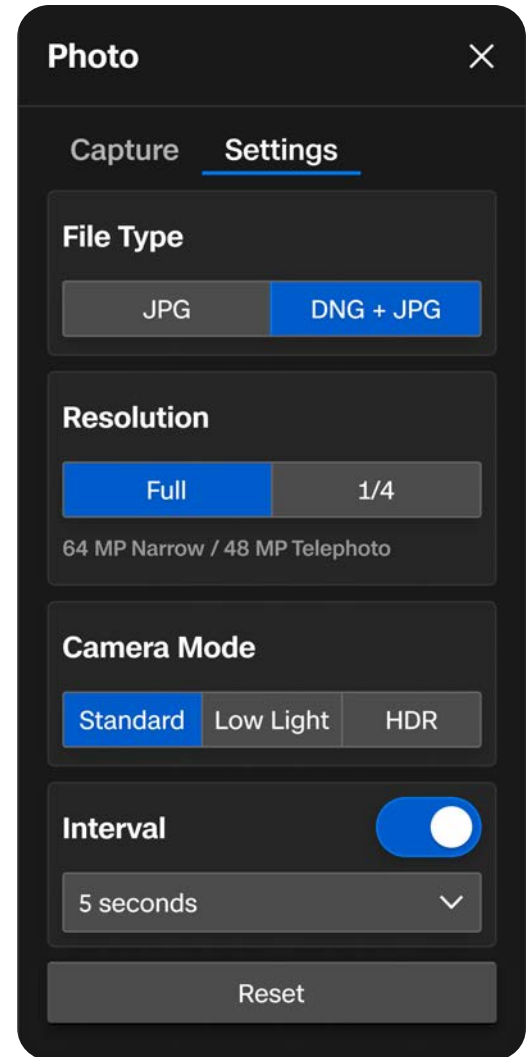 Photo
Capture Settings
File Type
JPG DNG + JPG
Resolution
Full 1/4
64 MP Narrow / 48 MP Telephoto
Camera Mode
Standard Low Light HDR
Interval
5 seconds
Reset